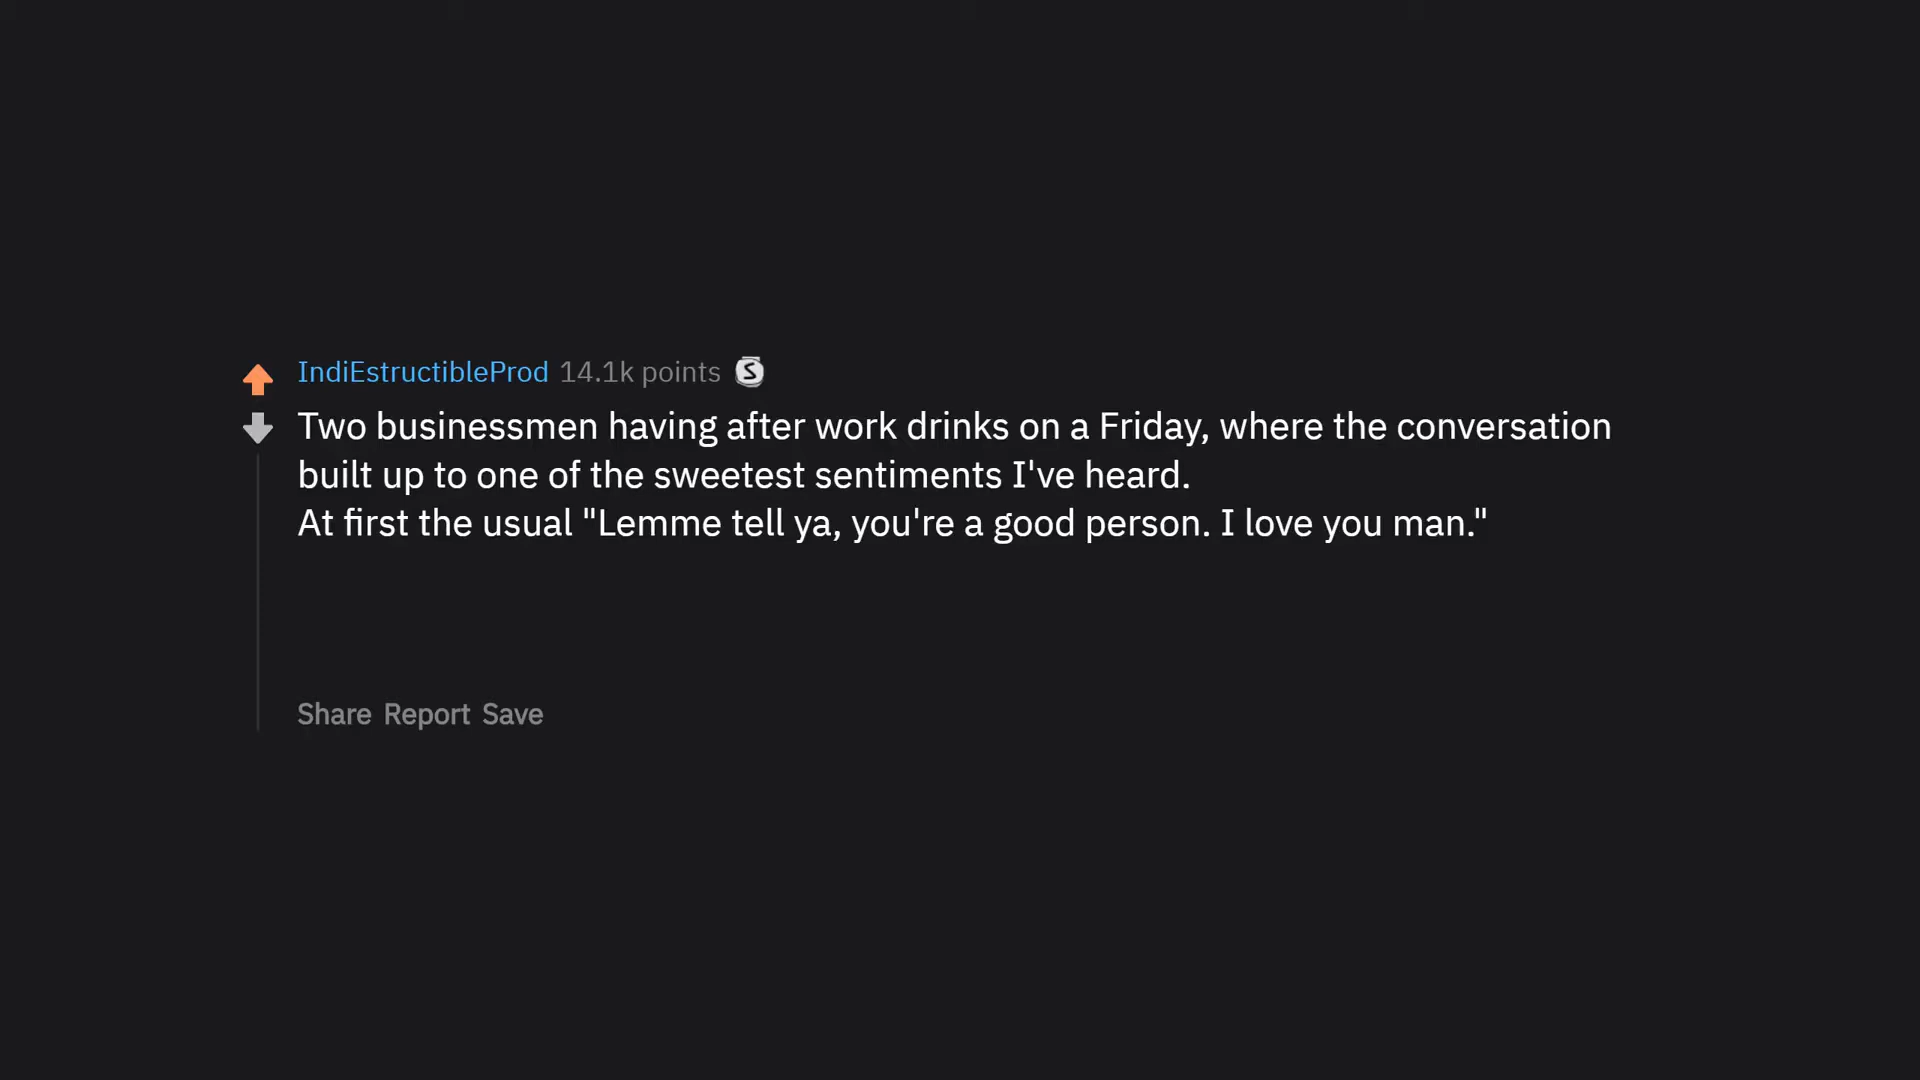 IndiEstructibleProd 14.1k points S
Two businessmen having after work drinks on a Friday, where the conversation
built up to one of the sweetest sentiments I've heard.
At first the usual "Lemme tell ya, you're a good person. I love you man."
Share Report Save